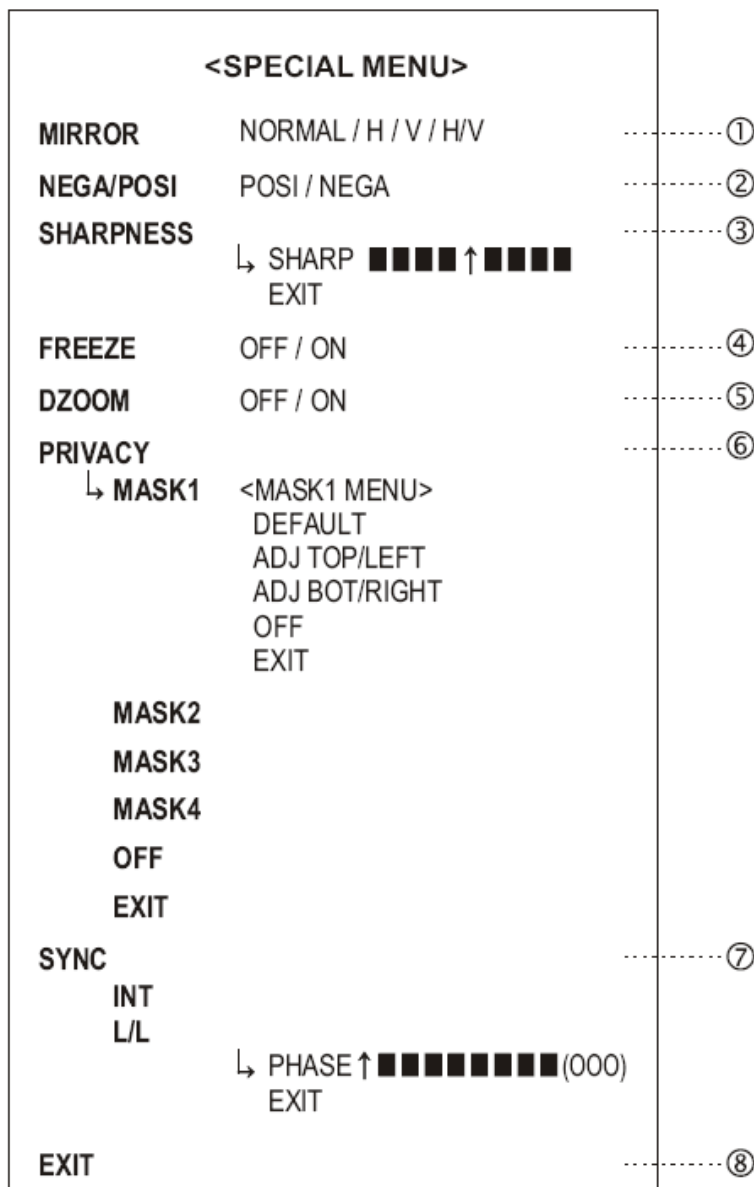 <SPECIAL MENU>
MIRROR NORMAL / H / V / H/V ①
NEGA/POSI POSI / NEGA ②
SHARPNESS ③
↳ SHARP ■■■■↑■■■■
EXIT
FREEZE OFF / ON ④
DZOOM OFF / ON ⑤
PRIVACY ⑥
↳ MASK1 <MASK1 MENU>
DEFAULT
ADJ TOP/LEFT
ADJ BOT/RIGHT
OFF
EXIT
MASK2
MASK3
MASK4
OFF
EXIT
SYNC ⑦
INT
L/L
↳ PHASE↑■■■■■■■■(000)
EXIT
EXIT ⑧